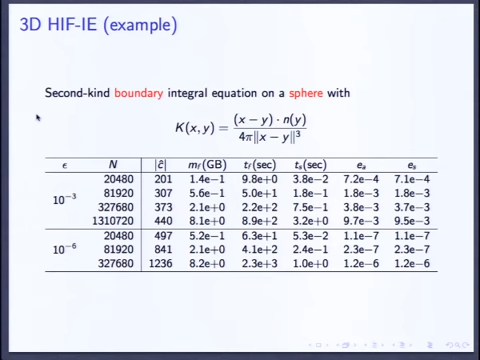 3D HIF-IE (example)
Second-kind boundary integral equation on a sphere with
K(x, y) = (x − y) · n(y) / 4π‖x − y‖³
ϵ N |ĉ| m_f (GB) t_f (sec) t_s (sec) e_a e_s
20480 201 1.4e−1 9.8e+0 3.8e−2 7.2e−4 7.1e−4
10⁻³ 81920 307 5.6e−1 5.0e+1 1.8e−1 1.8e−3 1.8e−3
327680 373 2.1e+0 2.2e+2 7.5e−1 3.8e−3 3.7e−3
1310720 440 8.1e+0 8.9e+2 3.2e+0 9.7e−3 9.5e−3
20480 497 5.2e−1 6.3e+1 5.3e−2 1.1e−7 1.1e−7
10⁻⁶ 81920 841 2.1e+0 4.1e+2 2.4e−1 2.3e−7 2.3e−7
327680 1236 8.2e+0 2.3e+3 1.0e+0 1.2e−6 1.2e−6